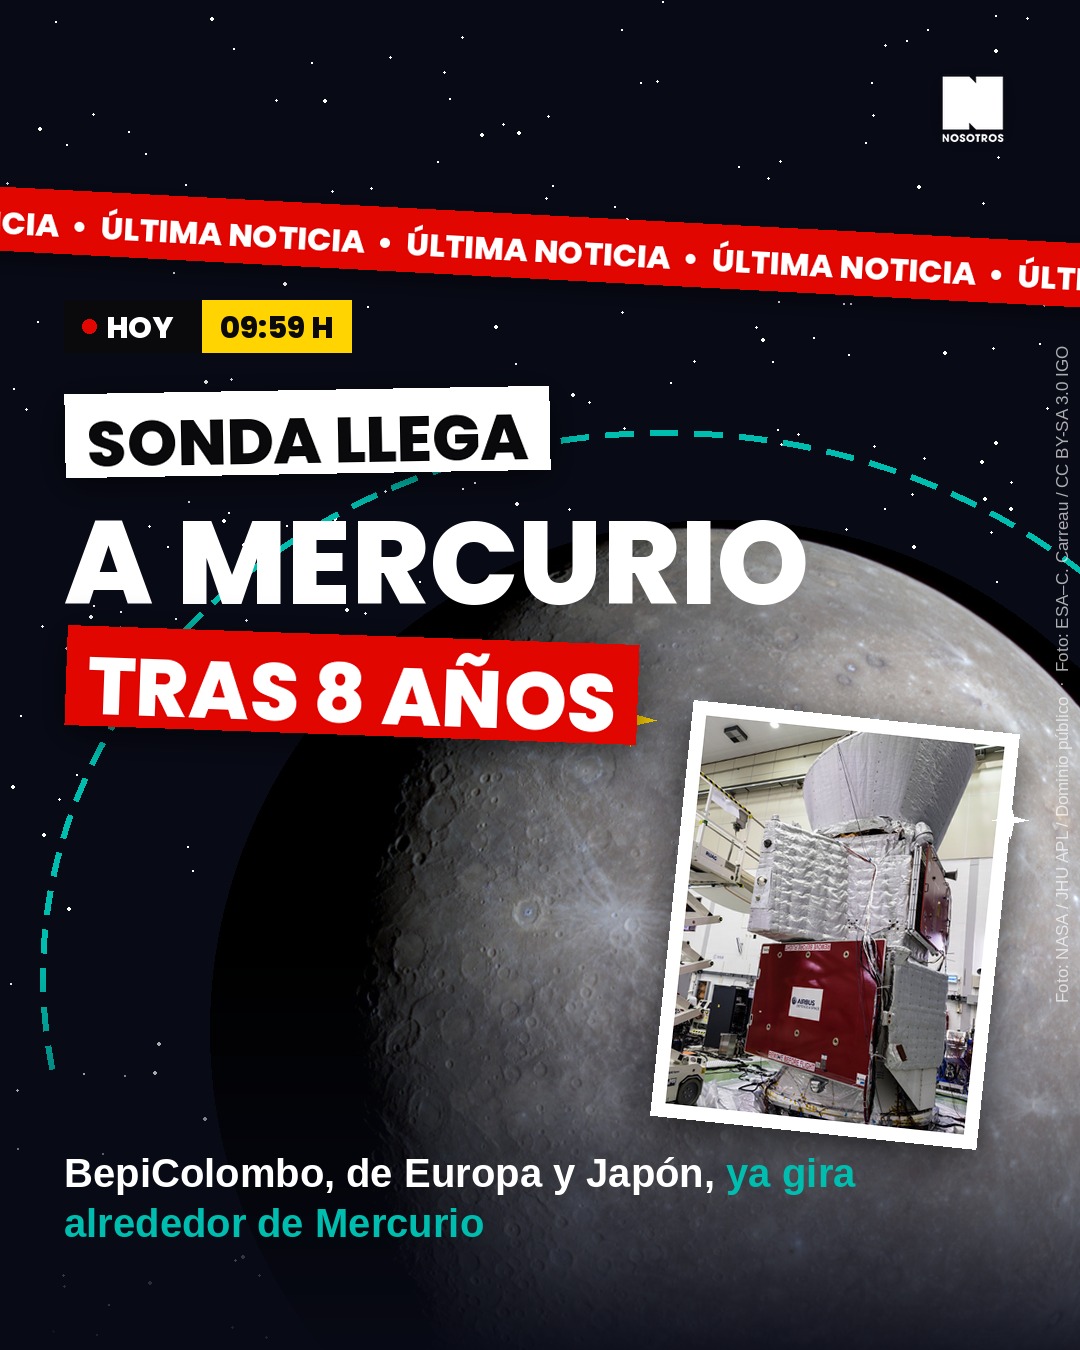 NOSOTROS
CIA • ÚLTIMA NOTICIA • ÚLTIMA NOTICIA • ÚLTIMA NOTICIA • ÚLTI
HOY 09:59 H
SONDA LLEGA
A MERCURIO
TRAS 8 AÑOS
AIRBUS
BepiColombo, de Europa y Japón, ya gira
alrededor de Mercurio
Foto: NASA / JHU APL / Dominio público · Foto: ESA–C. Carreau / CC BY-SA 3.0 IGO